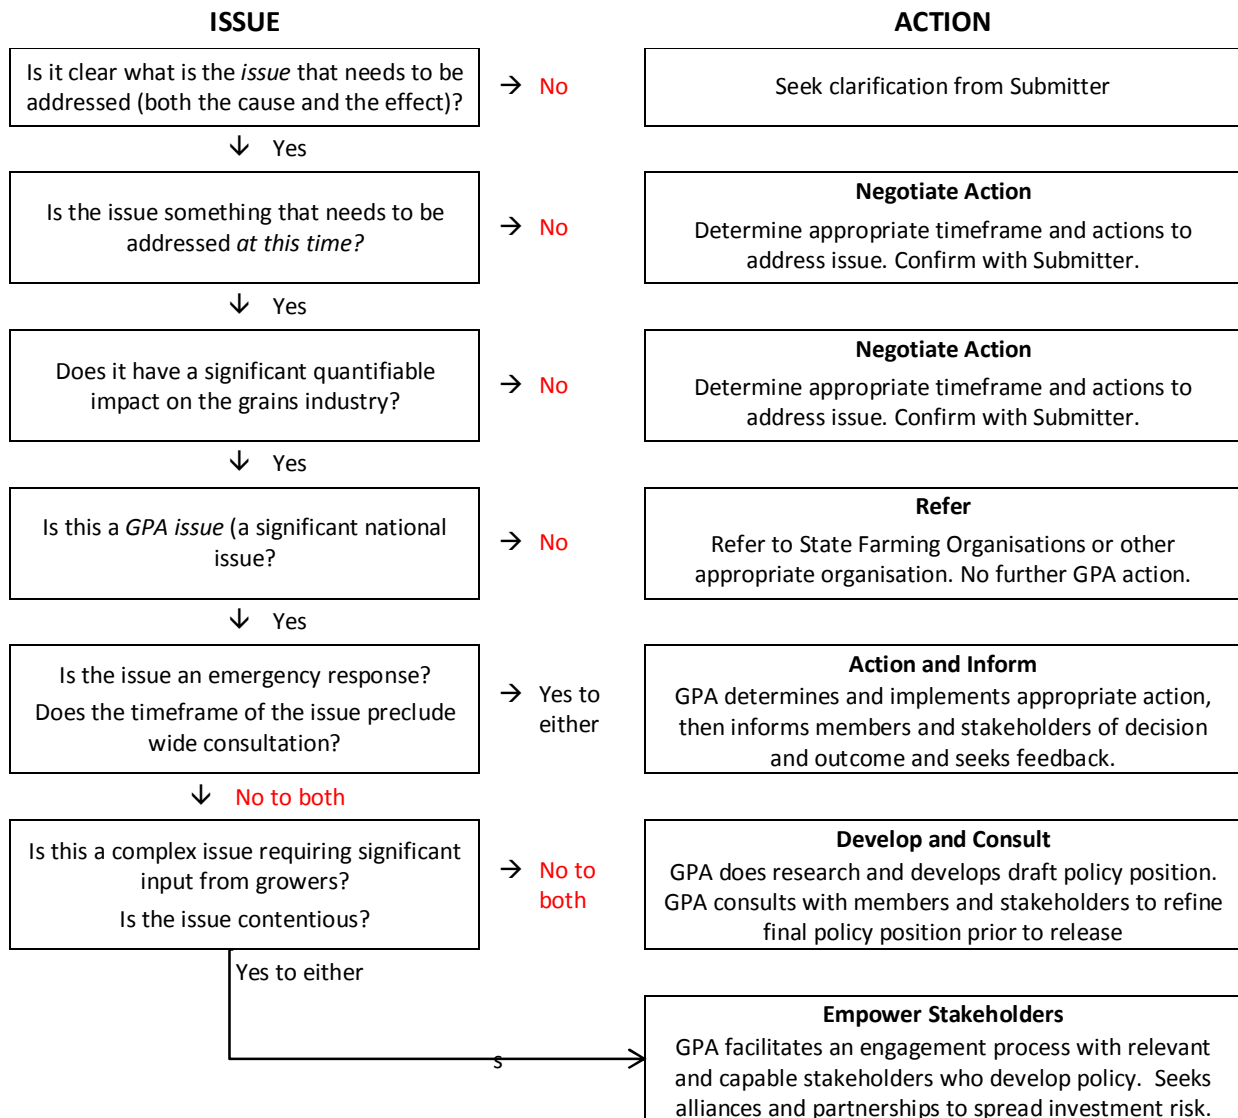 ISSUE
ACTION
Is it clear what is the issue that needs to be
addressed (both the cause and the effect)?
→ No
Seek clarification from Submitter
↓ Yes
Is the issue something that needs to be
addressed at this time?
→ No
Negotiate Action
Determine appropriate timeframe and actions to
address issue. Confirm with Submitter.
↓ Yes
Does it have a significant quantifiable
impact on the grains industry?
→ No
Negotiate Action
Determine appropriate timeframe and actions to
address issue. Confirm with Submitter.
↓ Yes
Is this a GPA issue (a significant national
issue?
→ No
Refer
Refer to State Farming Organisations or other
appropriate organisation. No further GPA action.
↓ Yes
Is the issue an emergency response?
Does the timeframe of the issue preclude
wide consultation?
→ Yes to
either
Action and Inform
GPA determines and implements appropriate action,
then informs members and stakeholders of decision
and outcome and seeks feedback.
↓ No to both
Is this a complex issue requiring significant
input from growers?
Is the issue contentious?
→ No to
both
Develop and Consult
GPA does research and develops draft policy position.
GPA consults with members and stakeholders to refine
final policy position prior to release
Yes to either
s
Empower Stakeholders
GPA facilitates an engagement process with relevant
and capable stakeholders who develop policy.  Seeks
alliances and partnerships to spread investment risk.